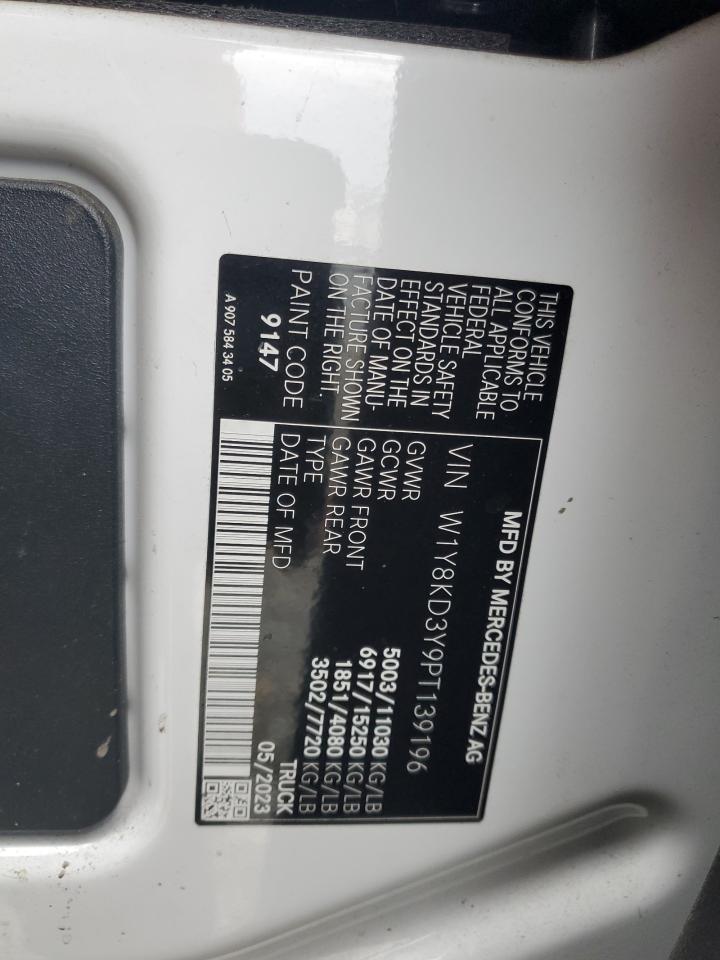 MFD BY MERCEDES-BENZ AG
THIS VEHICLE
CONFORMS TO
ALL APPLICABLE
FEDERAL
VEHICLE SAFETY
STANDARDS IN
EFFECT ON THE
DATE OF MANU-
FACTURE SHOWN
ON THE RIGHT
PAINT CODE
9147
A 907 584 34 05
VIN W1Y8KD3Y9PT139196
GVWR 5003/11030 KG/LB
GCWR 6917/15250 KG/LB
GAWR FRONT 1851/4080 KG/LB
GAWR REAR 3502/7720 KG/LB
TYPE TRUCK
DATE OF MFD 05/2023